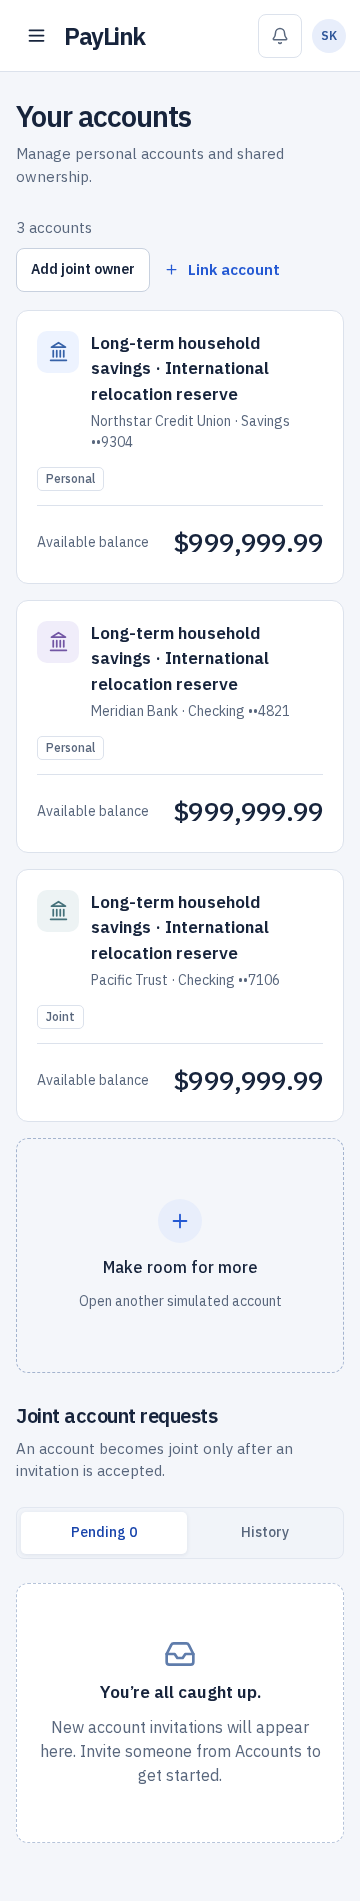 PayLink
SK
Your accounts
Manage personal accounts and shared
ownership.
3 accounts
Add joint owner
+ Link account
Long-term household
savings · International
relocation reserve
Northstar Credit Union · Savings
••9304
Personal
Available balance $999,999.99
Long-term household
savings · International
relocation reserve
Meridian Bank · Checking ••4821
Personal
Available balance $999,999.99
Long-term household
savings · International
relocation reserve
Pacific Trust · Checking ••7106
Joint
Available balance $999,999.99
Make room for more
Open another simulated account
Joint account requests
An account becomes joint only after an
invitation is accepted.
Pending 0 History
You’re all caught up.
New account invitations will appear
here. Invite someone from Accounts to
get started.